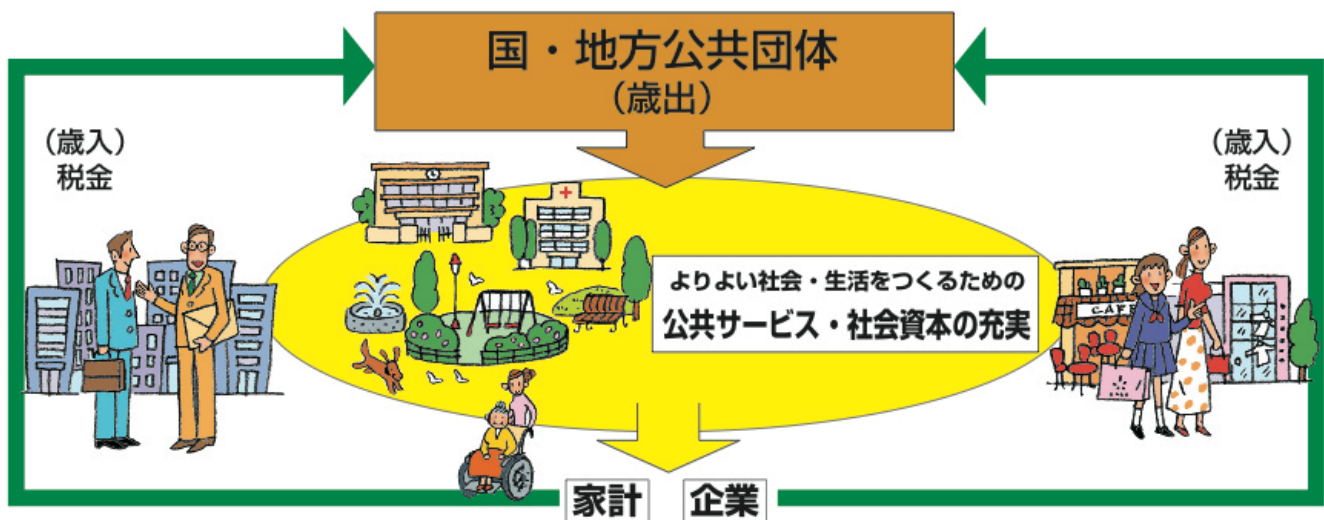 国・地方公共団体
（歳出）
（歳入）
税金
（歳入）
税金
よりよい社会・生活をつくるための
公共サービス・社会資本の充実
CAFE
家計
企業